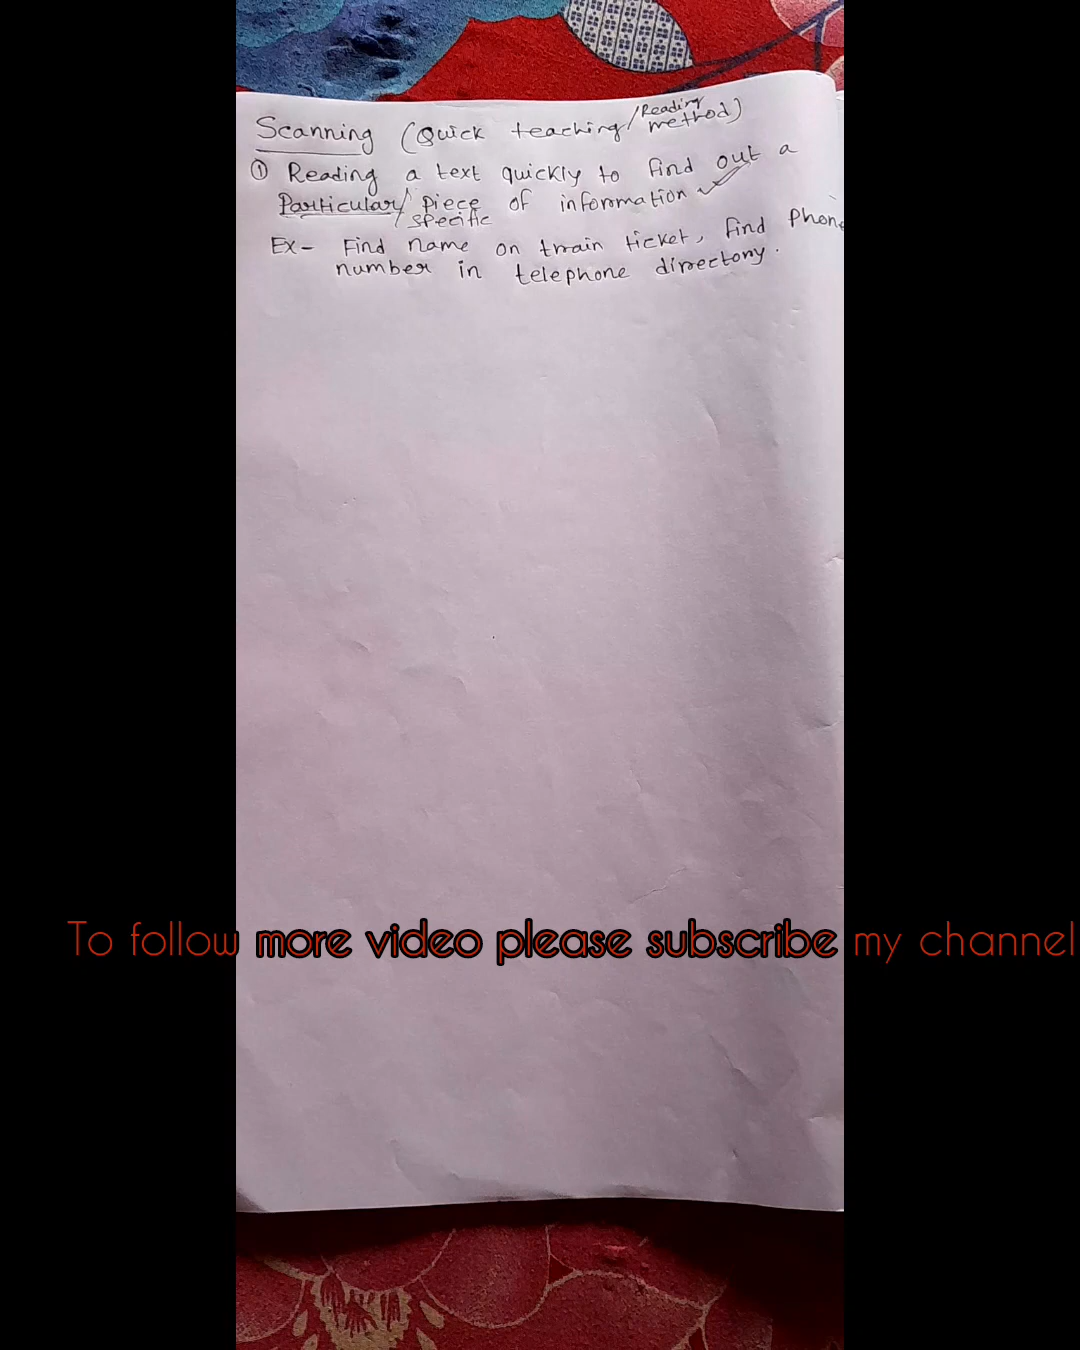 Scanning (Quick teaching/Reading method)
① Reading a text quickly to find out a
Particular/specific piece of information ✓
Ex- Find name on train ticket, find phone
number in telephone directory.
To follow more video please subscribe my channel